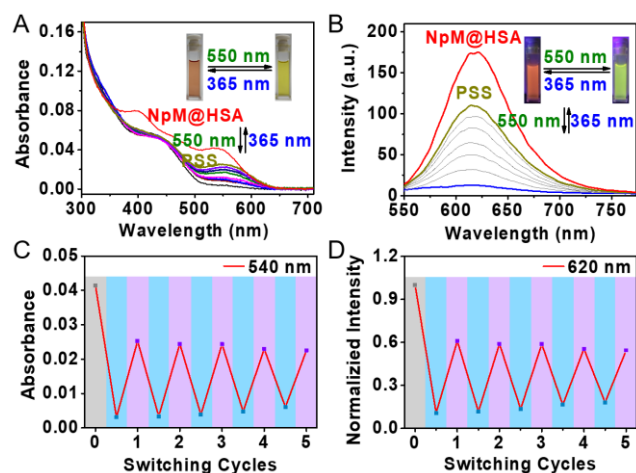 A
550 nm
365 nm
NpM@HSA
550 nm
365 nm
PSS
Absorbance
0.16
0.12
0.08
0.04
0.00
300
400
500
600
700
Wavelength (nm)
B
NpM@HSA
550 nm
365 nm
PSS
550 nm
365 nm
Intensity (a.u.)
200
175
150
125
100
75
50
25
0
550
600
650
700
750
Wavelength (nm)
C
540 nm
Absorbance
0.05
0.04
0.03
0.02
0.01
0.00
0 1 2 3 4 5
Switching Cycles
D
620 nm
Normalizied Intensity
1.2
0.9
0.6
0.3
0.0
0 1 2 3 4 5
Switching Cycles